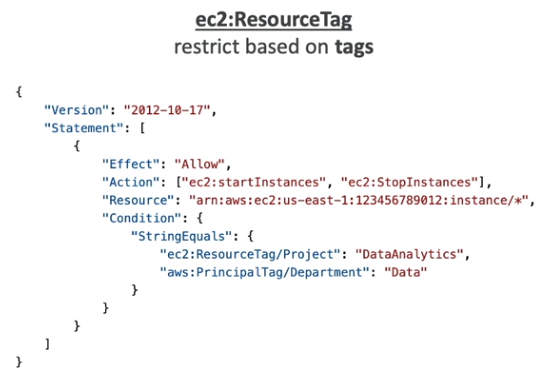 ec2:ResourceTag
restrict based on tags
{
    "Version": "2012-10-17",
    "Statement": [
        {
            "Effect": "Allow",
            "Action": ["ec2:startInstances", "ec2:StopInstances"],
            "Resource": "arn:aws:ec2:us-east-1:123456789012:instance/*",
            "Condition": {
                "StringEquals": {
                    "ec2:ResourceTag/Project": "DataAnalytics",
                    "aws:PrincipalTag/Department": "Data"
                }
            }
        }
    ]
}